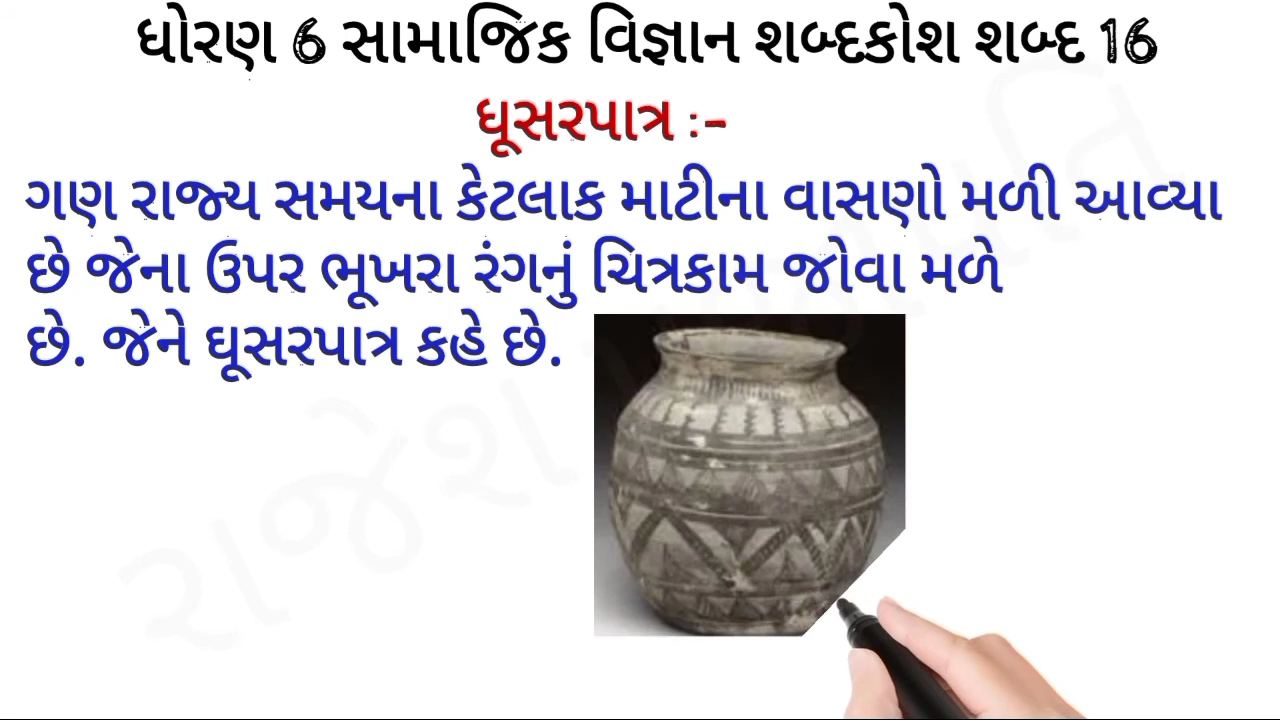 ધોરણ 6 સામાજિક વિજ્ઞાન શબ્દકોશ શબ્દ 16
ધૂસરપાત્ર :-
ગણ રાજ્ય સમયના કેટલાક માટીના વાસણો મળી આવ્યા
છે જેના ઉપર ભૂખરા રંગનું ચિત્રકામ જોવા મળે
છે. જેને ઘૂસરપાત્ર કહે છે.